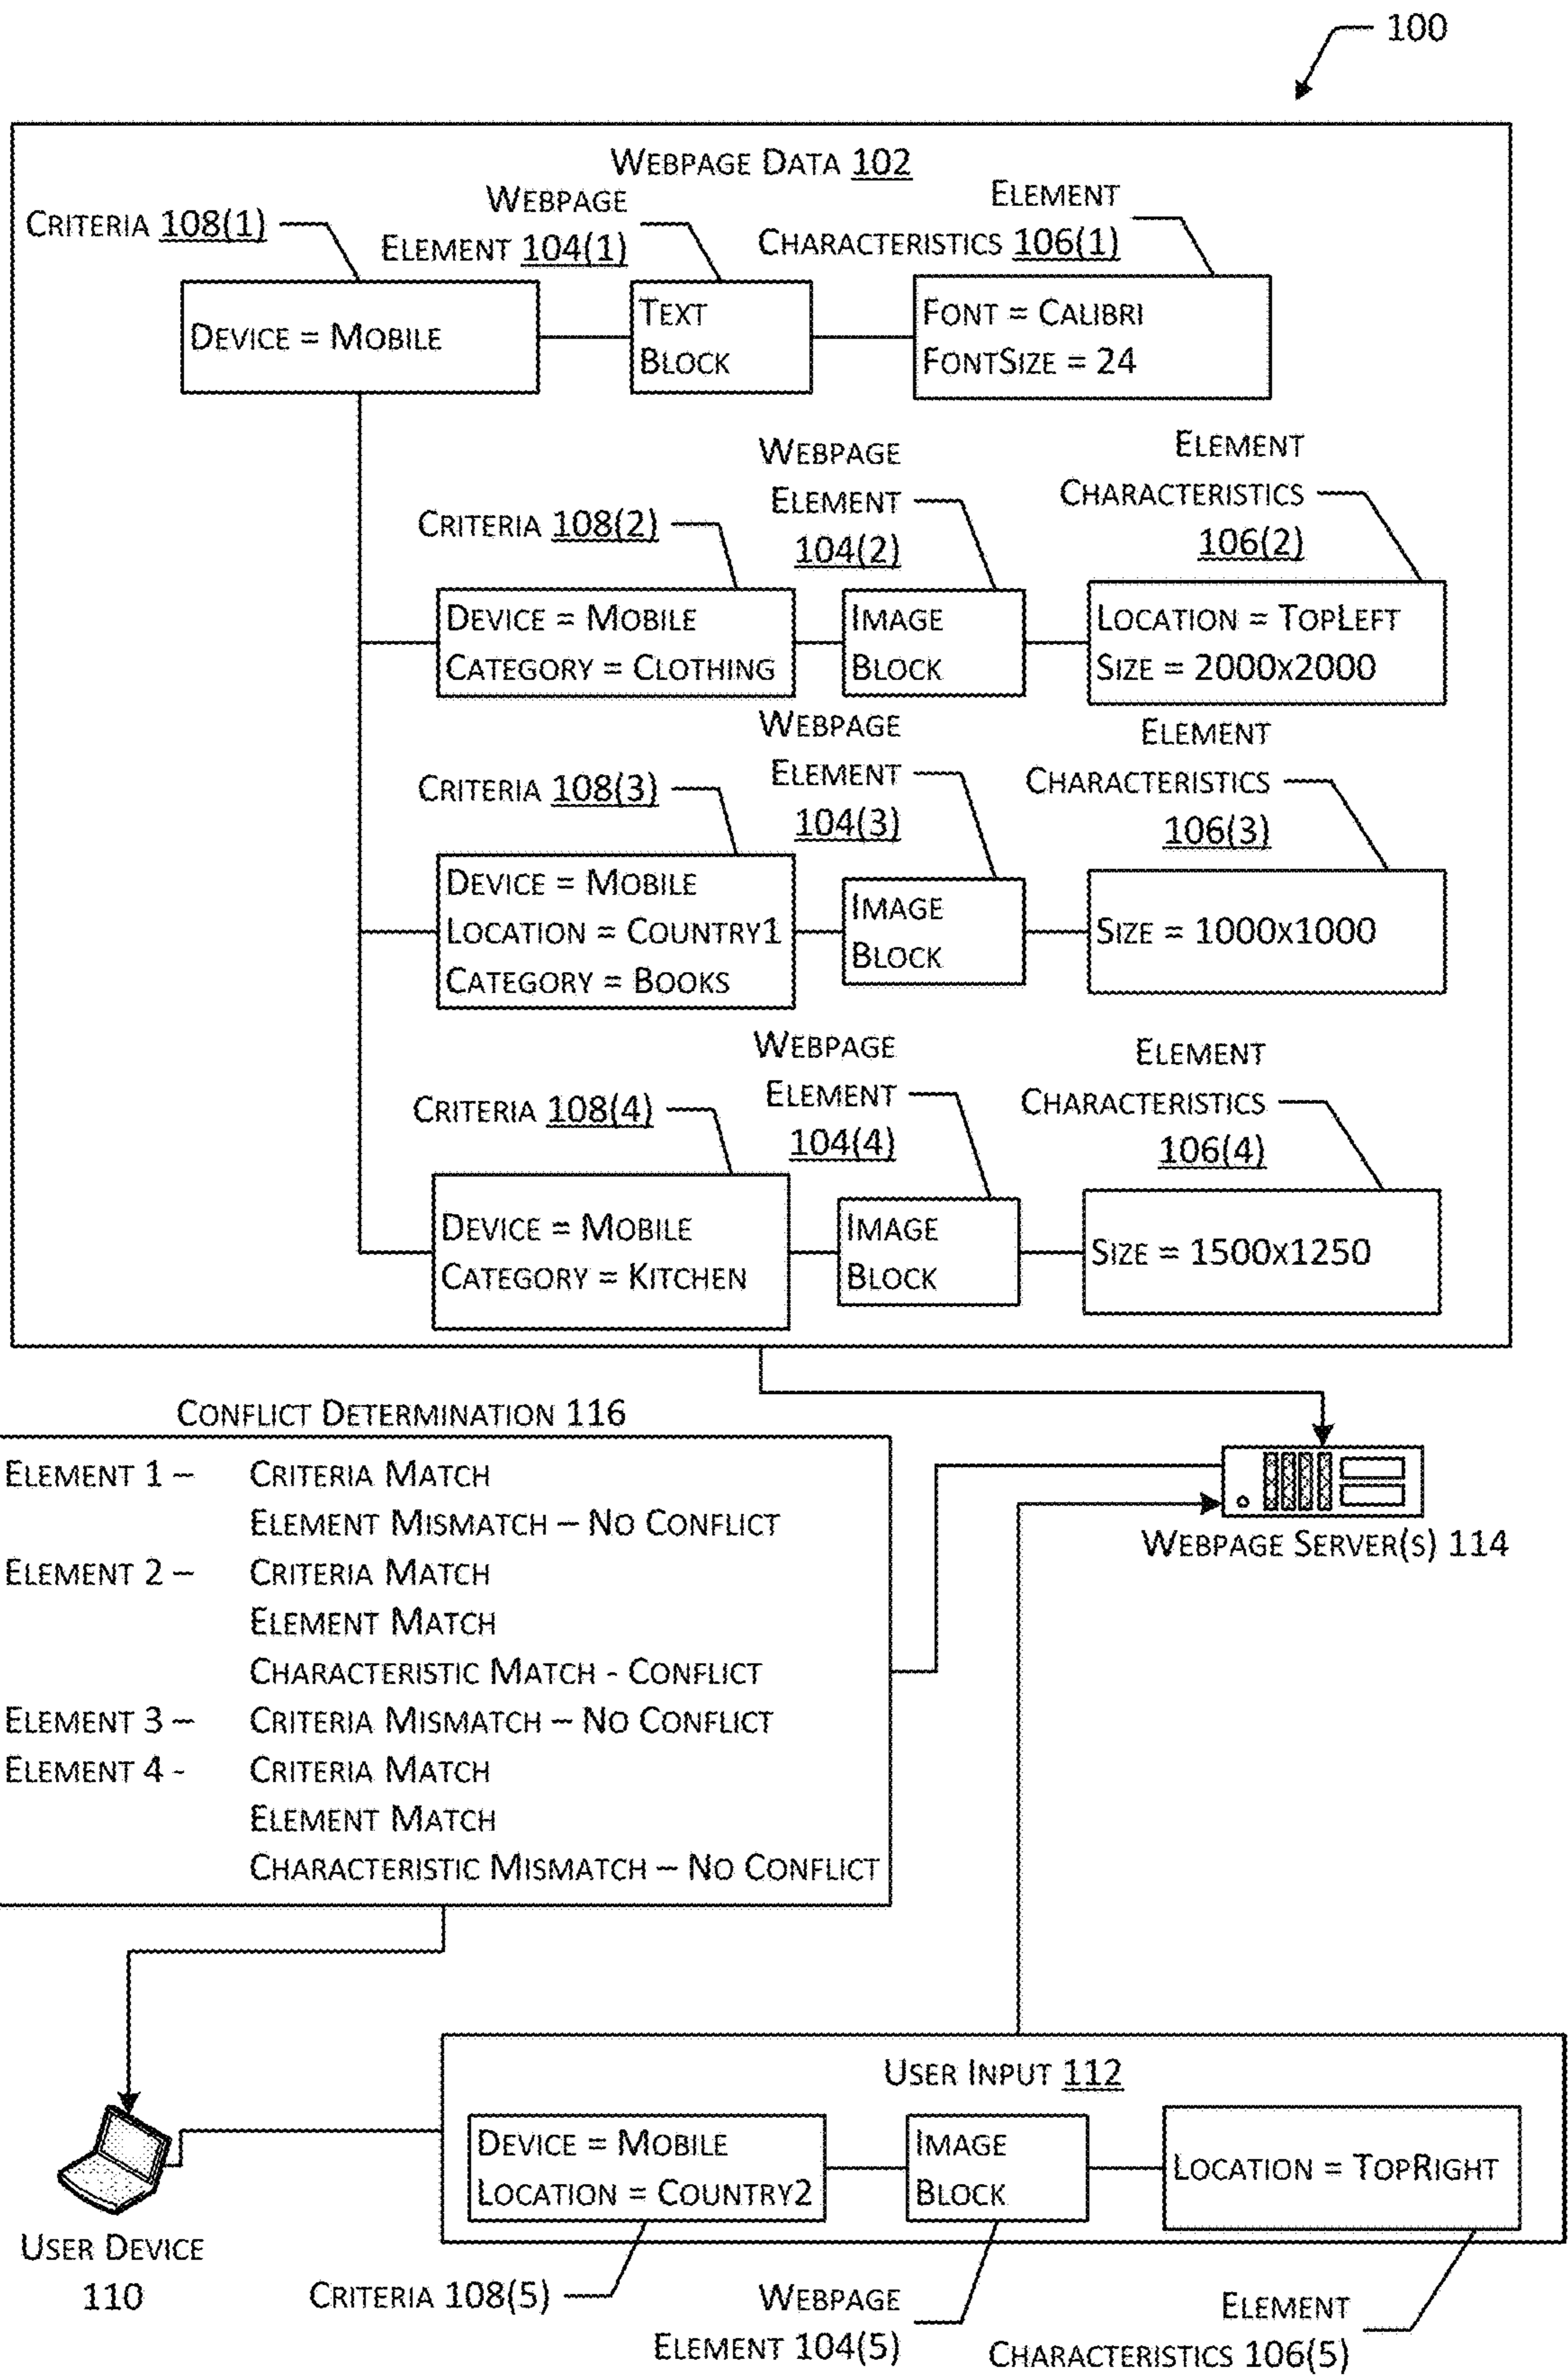 100
Webpage Data 102
Criteria 108(1)
Webpage
Element 104(1)
Element
Characteristics 106(1)
Device = Mobile
Text
Block
Font = Calibri
FontSize = 24
Criteria 108(2)
Webpage
Element
104(2)
Element
Characteristics
106(2)
Device = Mobile
Category = Clothing
Image
Block
Location = TopLeft
Size = 2000x2000
Criteria 108(3)
Webpage
Element
104(3)
Element
Characteristics
106(3)
Device = Mobile
Location = Country1
Category = Books
Image
Block
Size = 1000x1000
Criteria 108(4)
Webpage
Element
104(4)
Element
Characteristics
106(4)
Device = Mobile
Category = Kitchen
Image
Block
Size = 1500x1250
Conflict Determination 116
Element 1 – Criteria Match
Element Mismatch – No Conflict
Element 2 – Criteria Match
Element Match
Characteristic Match - Conflict
Element 3 – Criteria Mismatch – No Conflict
Element 4 - Criteria Match
Element Match
Characteristic Mismatch – No Conflict
Webpage Server(s) 114
User Input 112
Device = Mobile
Location = Country2
Image
Block
Location = TopRight
User Device
110
Criteria 108(5)
Webpage
Element 104(5)
Element
Characteristics 106(5)